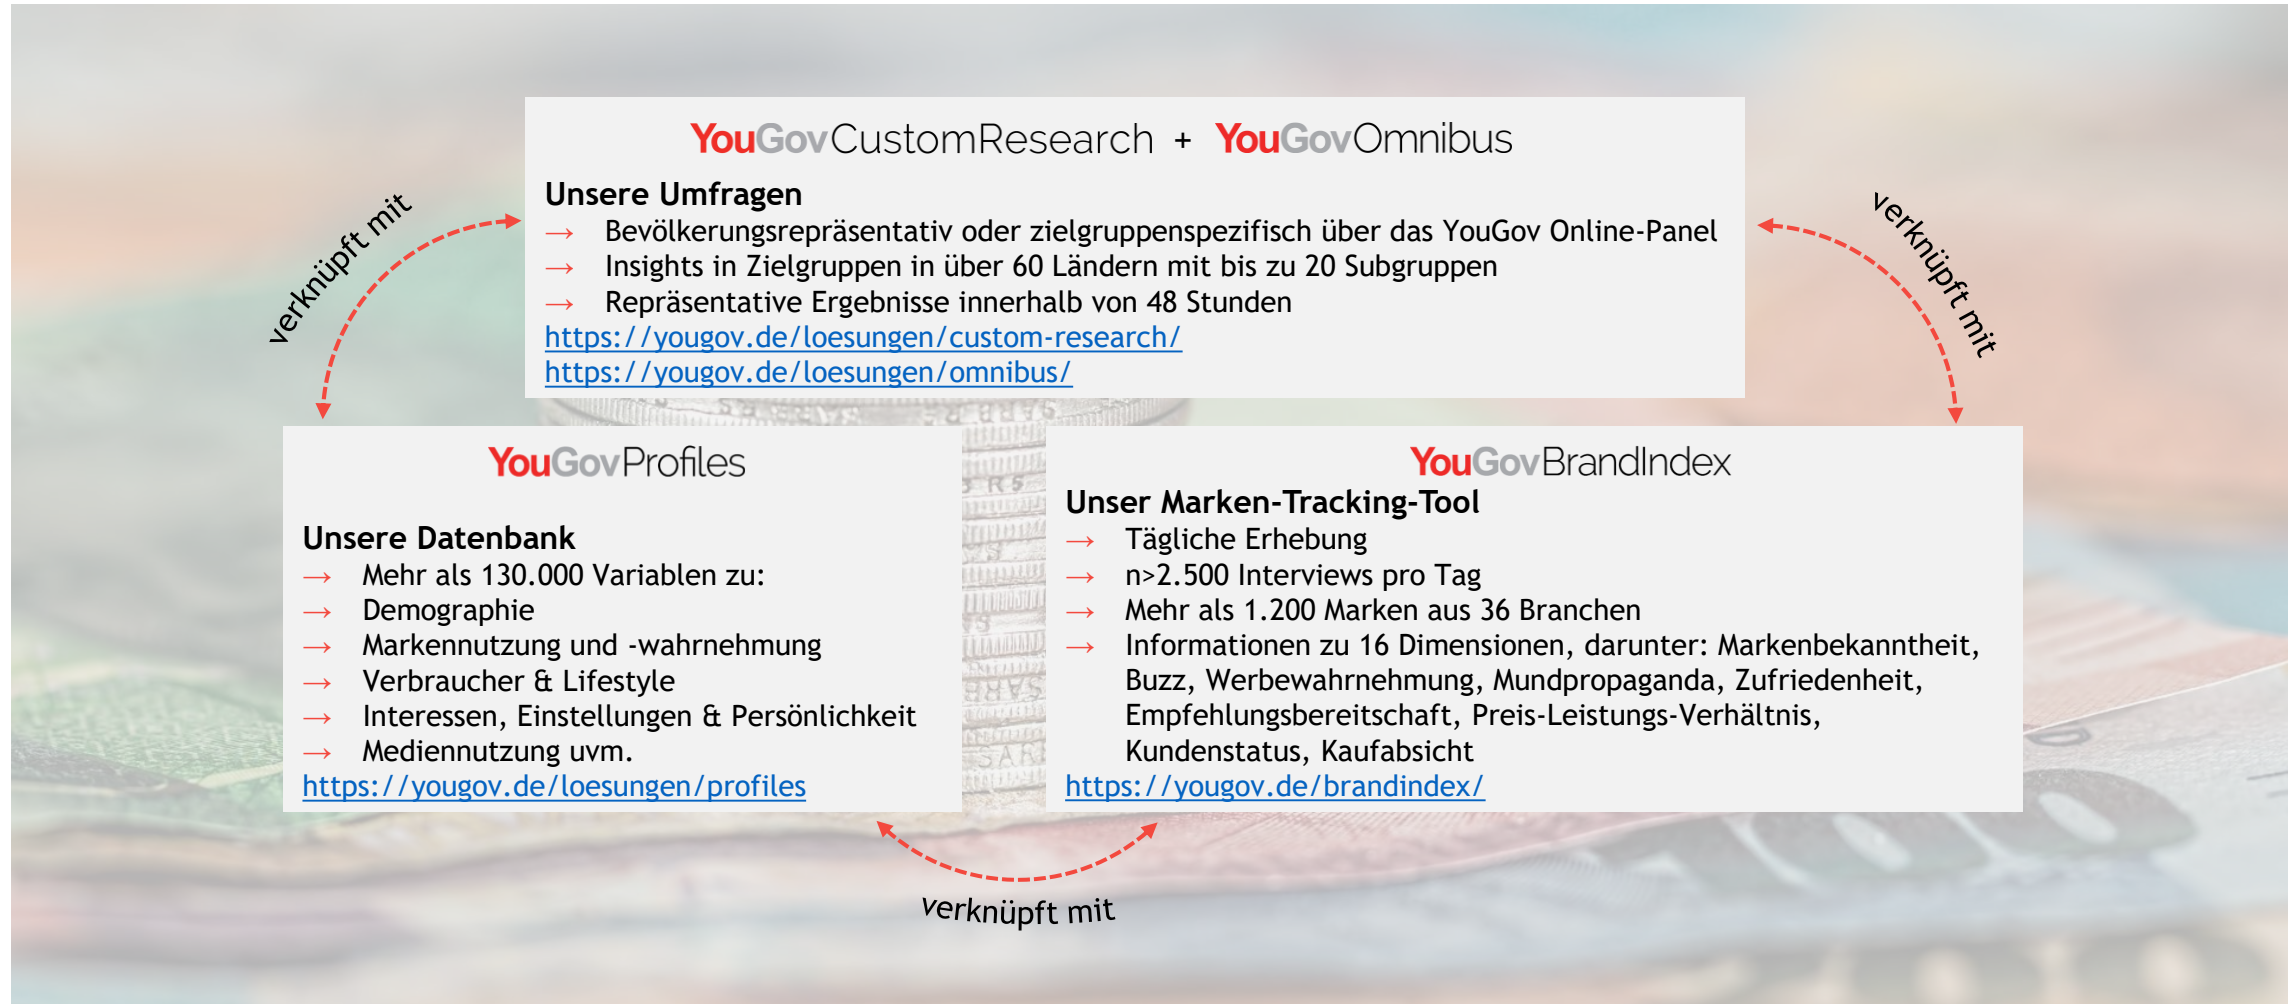 YouGovCustomResearch + YouGovOmnibus
Unsere Umfragen
→ Bevölkerungsrepräsentativ oder zielgruppenspezifisch über das YouGov Online-Panel
→ Insights in Zielgruppen in über 60 Ländern mit bis zu 20 Subgruppen
→ Repräsentative Ergebnisse innerhalb von 48 Stunden
https://yougov.de/loesungen/custom-research/
https://yougov.de/loesungen/omnibus/
verknüpft mit
verknüpft mit
YouGovProfiles
Unsere Datenbank
→ Mehr als 130.000 Variablen zu:
→ Demographie
→ Markennutzung und -wahrnehmung
→ Verbraucher & Lifestyle
→ Interessen, Einstellungen & Persönlichkeit
→ Mediennutzung uvm.
https://yougov.de/loesungen/profiles
YouGovBrandIndex
Unser Marken-Tracking-Tool
→ Tägliche Erhebung
→ n>2.500 Interviews pro Tag
→ Mehr als 1.200 Marken aus 36 Branchen
→ Informationen zu 16 Dimensionen, darunter: Markenbekanntheit,
Buzz, Werbewahrnehmung, Mundpropaganda, Zufriedenheit,
Empfehlungsbereitschaft, Preis-Leistungs-Verhältnis,
Kundenstatus, Kaufabsicht
https://yougov.de/brandindex/
verknüpft mit